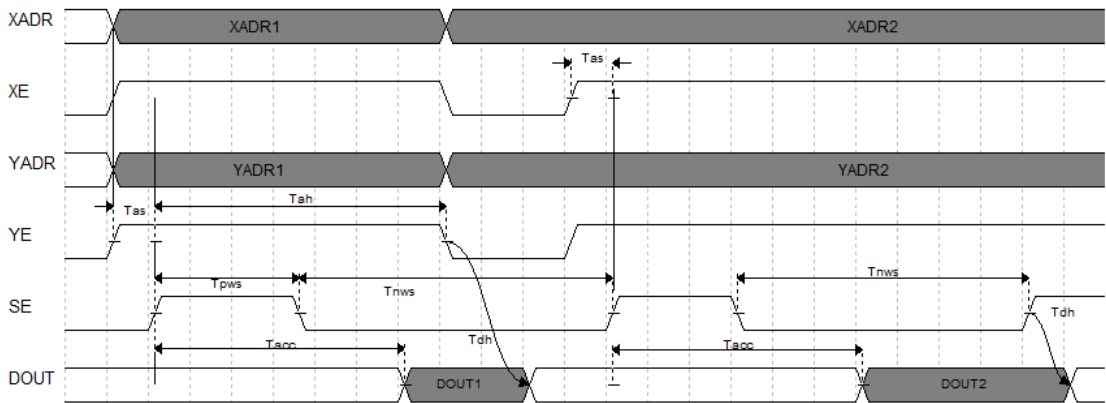 XADR
XADR1
XADR2
Tas
XE
YADR
YADR1
YADR2
Tas
Tah
YE
Tpws
Tnws
Tnws
SE
Tdh
Tacc
Tdh
Tacc
DOUT
DOUT1
DOUT2